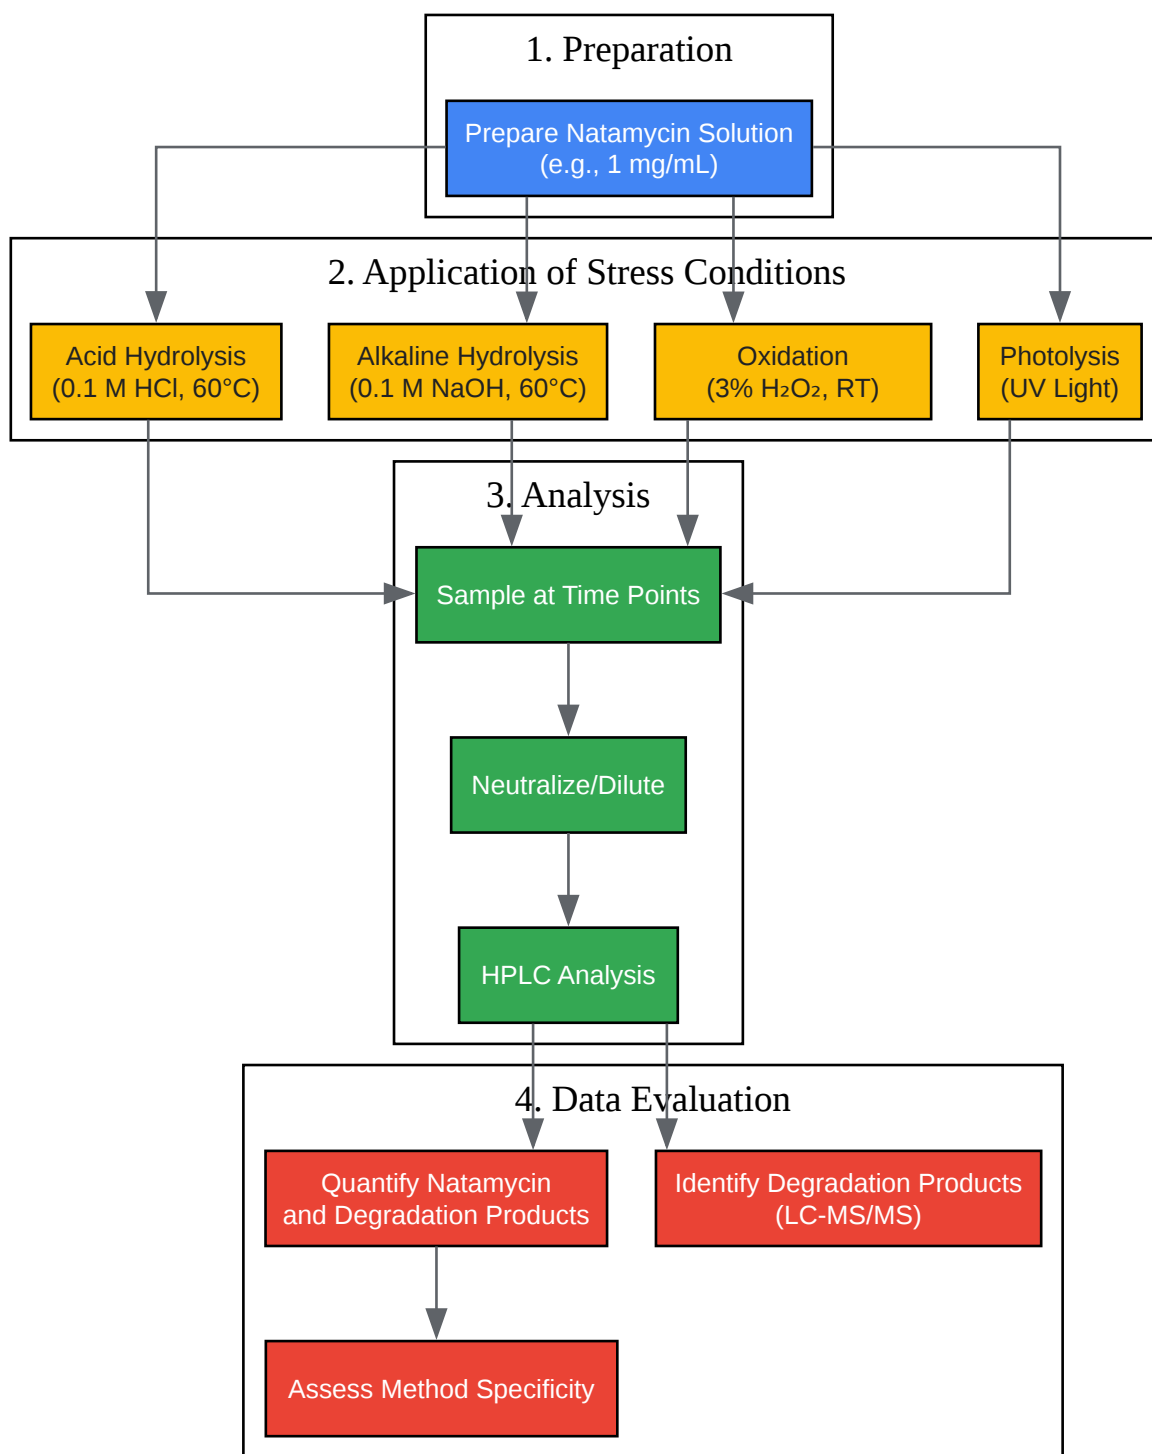 1. Preparation
Prepare Natamycin Solution
(e.g., 1 mg/mL)
2. Application of Stress Conditions
Acid Hydrolysis
(0.1 M HCl, 60°C)
Alkaline Hydrolysis
(0.1 M NaOH, 60°C)
Oxidation
(3% H₂O₂, RT)
Photolysis
(UV Light)
3. Analysis
Sample at Time Points
Neutralize/Dilute
HPLC Analysis
4. Data Evaluation
Quantify Natamycin
and Degradation Products
Identify Degradation Products
(LC-MS/MS)
Assess Method Specificity